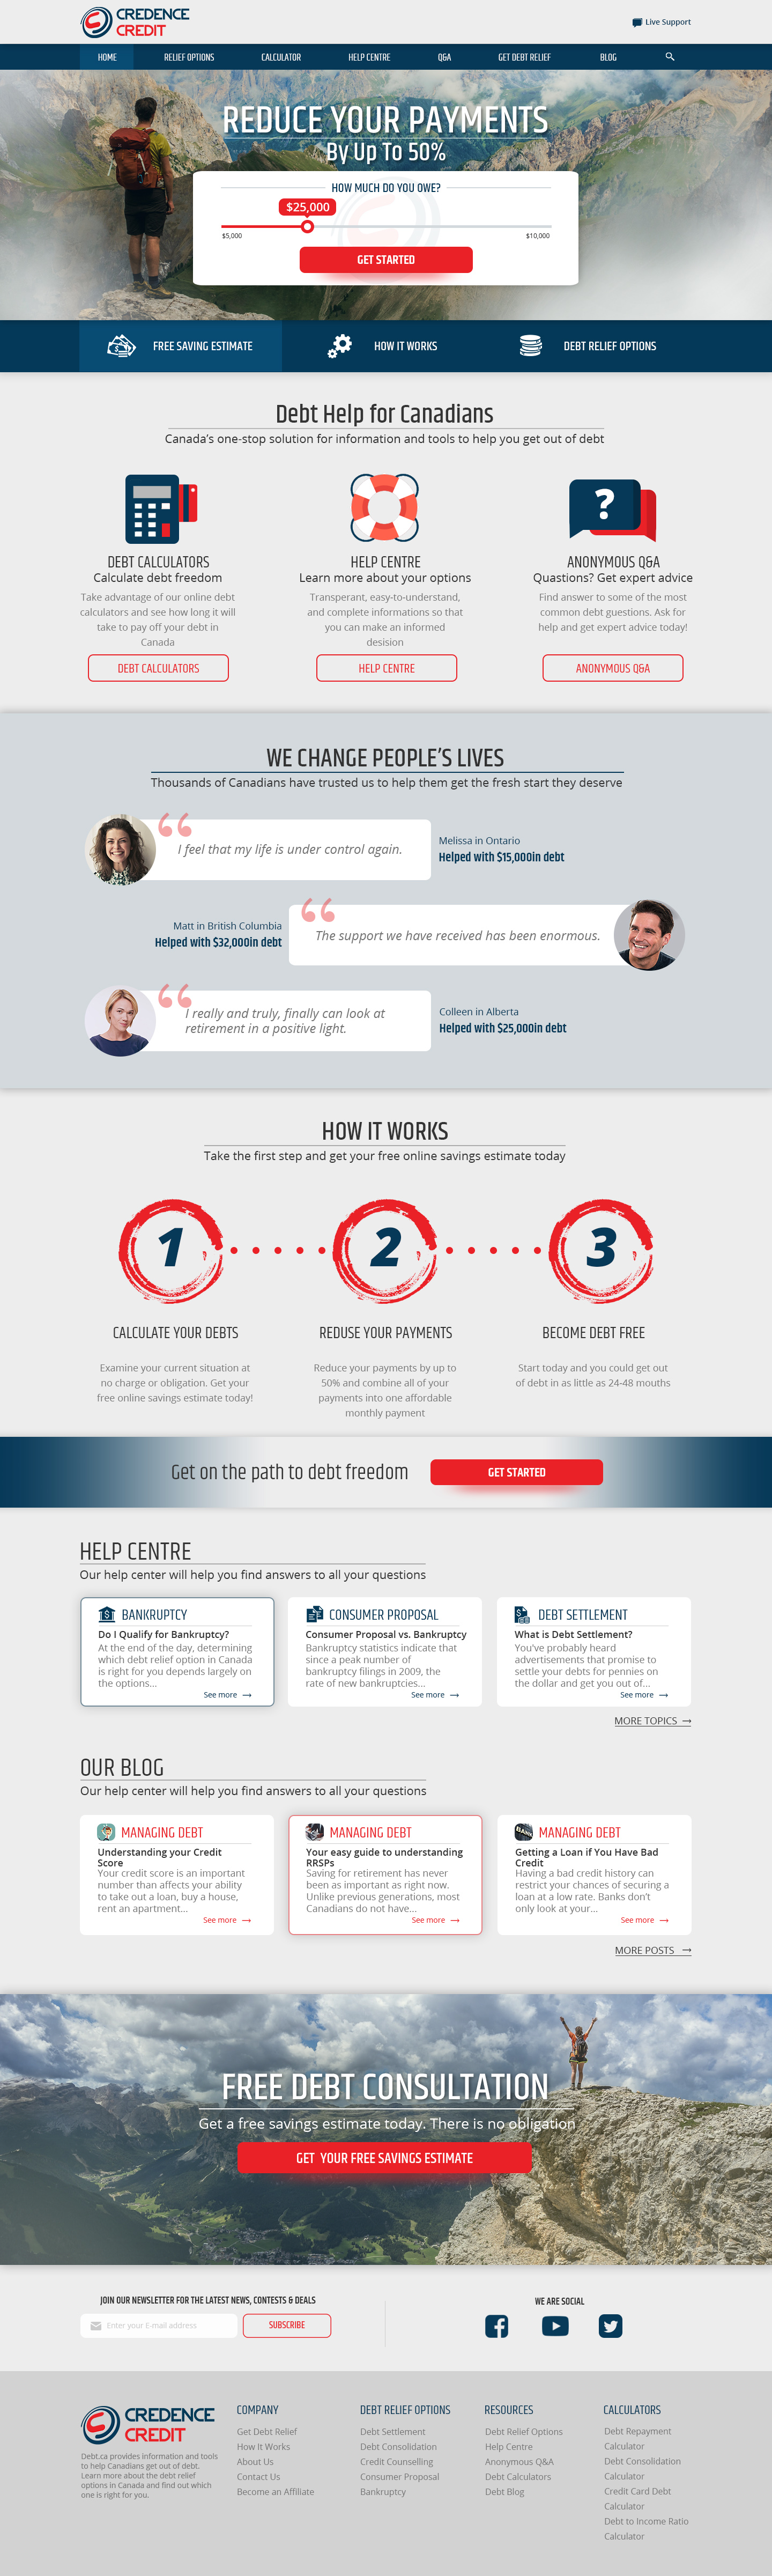 CREDENCE
CREDIT
Live Support
HOME RELIEF OPTIONS CALCULATOR HELP CENTRE Q&A GET DEBT RELIEF BLOG
REDUCE YOUR PAYMENTS
By Up To 50%
HOW MUCH DO YOU OWE?
$25,000
$5,000 $10,000
GET STARTED
FREE SAVING ESTIMATE HOW IT WORKS DEBT RELIEF OPTIONS
Debt Help for Canadians
Canada's one-stop solution for information and tools to help you get out of debt
?
DEBT CALCULATORS
Calculate debt freedom
Take advantage of our online debt
calculators and see how long it will
take to pay off your debt in
Canada
DEBT CALCULATORS
HELP CENTRE
Learn more about your options
Transperant, easy-to-understand,
and complete informations so that
you can make an informed
desision
HELP CENTRE
ANONYMOUS Q&A
Quastions? Get expert advice
Find answer to some of the most
common debt guestions. Ask for
help and get expert advice today!
ANONYMOUS Q&A
WE CHANGE PEOPLE'S LIVES
Thousands of Canadians have trusted us to help them get the fresh start they deserve
“ I feel that my life is under control again.
Melissa in Ontario
Helped with $15,000in debt
Matt in British Columbia
Helped with $32,000in debt
“ The support we have received has been enormous.
“ I really and truly, finally can look at
retirement in a positive light.
Colleen in Alberta
Helped with $25,000in debt
HOW IT WORKS
Take the first step and get your free online savings estimate today
1 2 3
CALCULATE YOUR DEBTS
Examine your current situation at
no charge or obligation. Get your
free online savings estimate today!
REDUSE YOUR PAYMENTS
Reduce your payments by up to
50% and combine all of your
payments into one affordable
monthly payment
BECOME DEBT FREE
Start today and you could get out
of debt in as little as 24-48 mouths
Get on the path to debt freedom
GET STARTED
HELP CENTRE
Our help centre will help you find answers to all your questions
BANKRUPTCY
Do I Qualify for Bankruptcy?
At the end of the day, determining
which debt relief option in Canada
is right for you depends largely on
the options...
See more →
CONSUMER PROPOSAL
Consumer Proposal vs. Bankruptcy
Bankruptcy statistics indicate that
since a peak number of
bankruptcy filings in 2009, the
rate of new bankruptcies...
See more →
DEBT SETTLEMENT
What is Debt Settlement?
You've probably heard
advertisements that promise to
settle your debts for pennies on
the dollar and get you out of...
See more →
MORE TOPICS →
OUR BLOG
Our help center will help you find answers to all your questions
MANAGING DEBT
Understanding your Credit
Score
Your credit score is an important
number than affects your ability
to take out a loan, buy a house,
rent an apartment...
See more →
MANAGING DEBT
Your easy guide to understanding
RRSPs
Saving for retirement has never
been as important as right now.
Unlike previous generations, most
Canadians do not have...
See more →
MANAGING DEBT
Getting a Loan if You Have Bad
Credit
Having a bad credit history can
restrict your chances of securing a
loan at a low rate. Banks don't
only look at your...
See more →
MORE POSTS →
FREE DEBT CONSULTATION
Get a free savings estimate today. There is no obligation
GET YOUR FREE SAVINGS ESTIMATE
JOIN OUR NEWSLETTER FOR THE LATEST NEWS, CONTESTS & DEALS
Enter your E-mail address
SUBSCRIBE
WE ARE SOCIAL
CREDENCE
CREDIT
Debt.ca provides information and tools
to help Canadians get out of debt.
Learn more about the debt relief
options in Canada and find out which
one is right for you.
COMPANY
Get Debt Relief
How It Works
About Us
Contact Us
Become an Affiliate
DEBT RELIEF OPTIONS
Debt Settlement
Debt Consolidation
Credit Counselling
Consumer Proposal
Bankruptcy
RESOURCES
Debt Relief Options
Help Centre
Anonymous Q&A
Debt Calculators
Debt Blog
CALCULATORS
Debt Repayment
Calculator
Debt Consolidation
Calculator
Credit Card Debt
Calculator
Debt to Income Ratio
Calculator